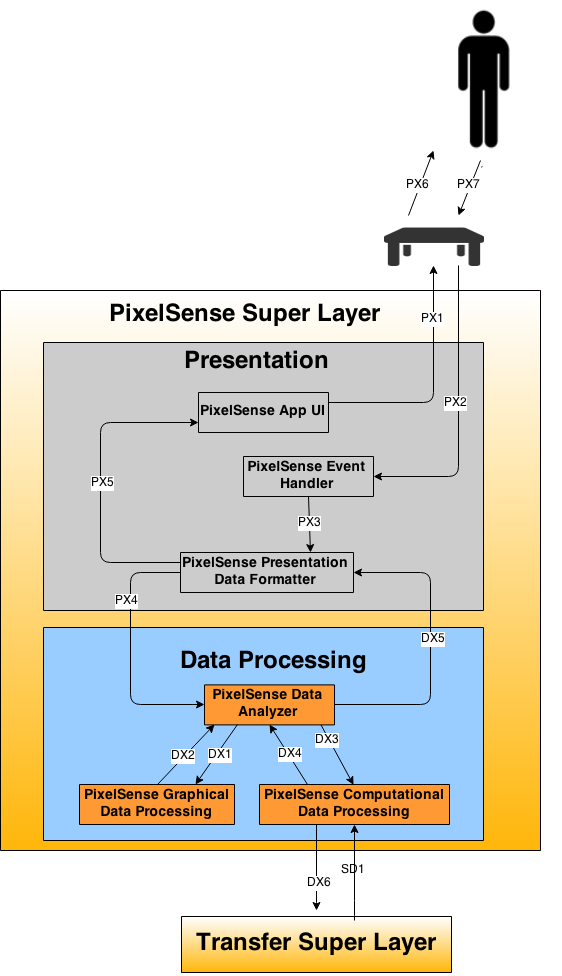 PX6
PX7
PixelSense Super Layer
PX1
Presentation
PixelSense App UI
PX2
PixelSense Event
Handler
PX5
PX3
PixelSense Presentation
Data Formatter
PX4
DX5
Data Processing
PixelSense Data
Analyzer
DX2
DX1
DX4
DX3
PixelSense Graphical
Data Processing
PixelSense Computational
Data Processing
DX6
SD1
Transfer Super Layer